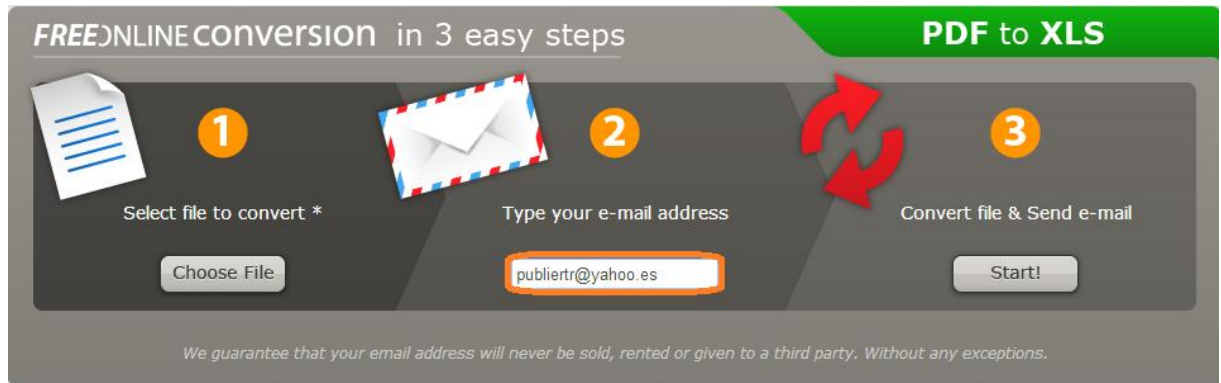 FREE ONLINE CONVERSION in 3 easy steps
PDF to XLS
1
2
3
Select file to convert *
Type your e-mail address
Convert file & Send e-mail
Choose File
publiertr@yahoo.es
Start!
We guarantee that your email address will never be sold, rented or given to a third party. Without any exceptions.